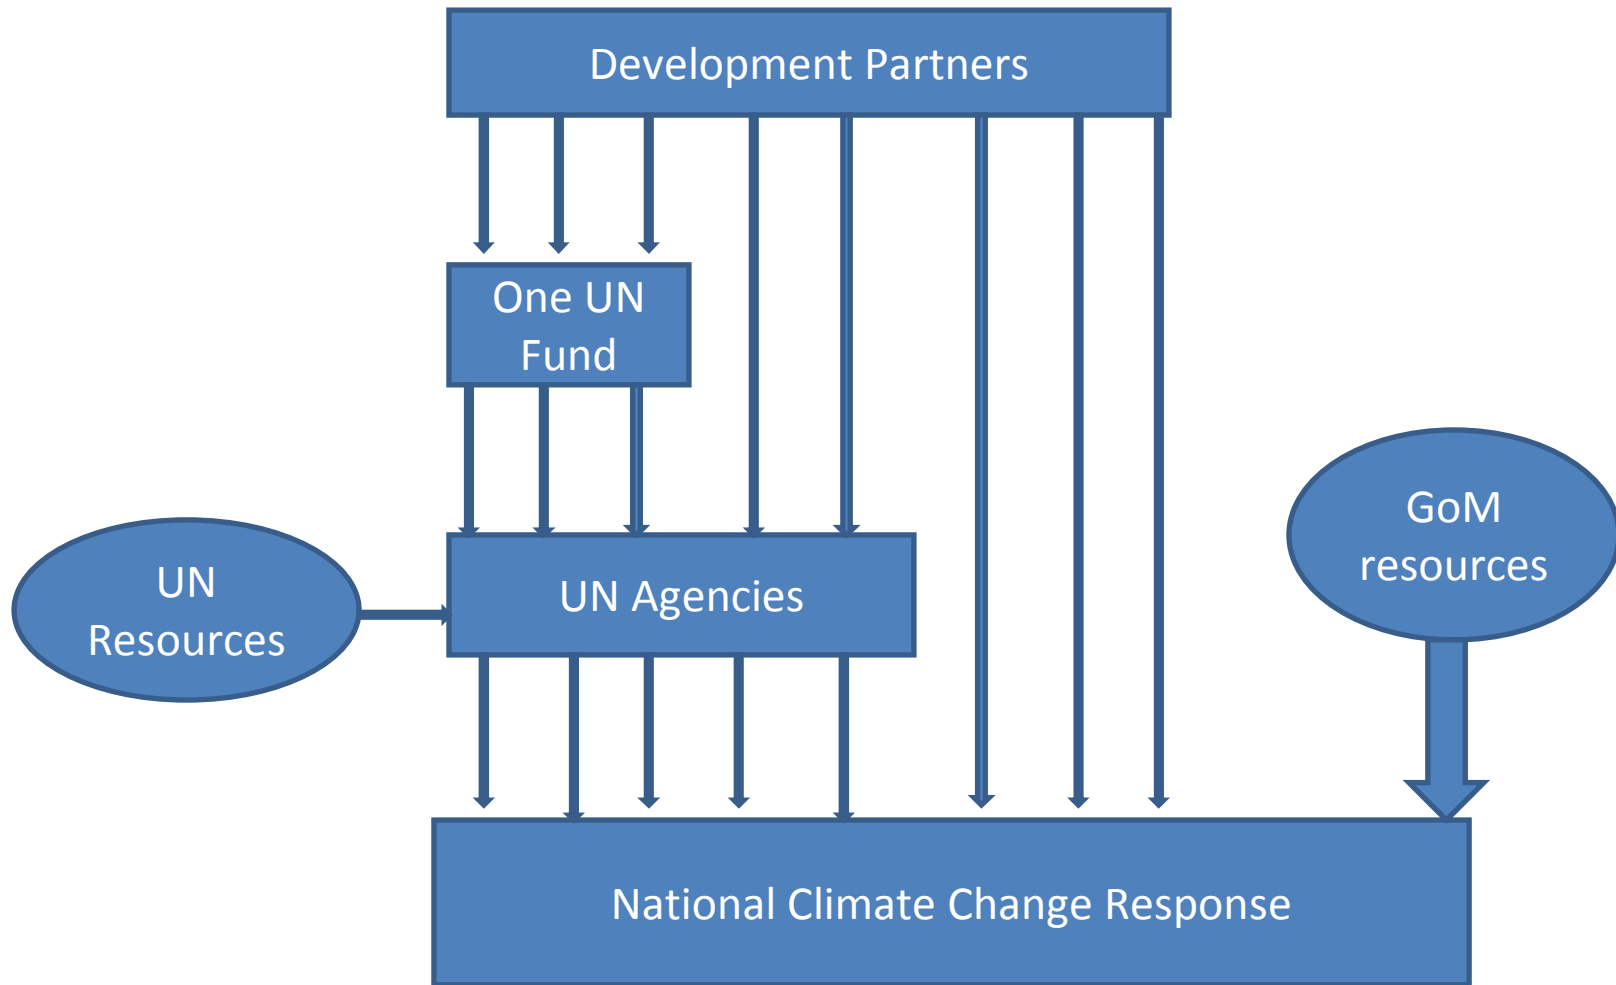 Development Partners
One UN
Fund
UN Agencies
UN
Resources
GoM
resources
National Climate Change Response